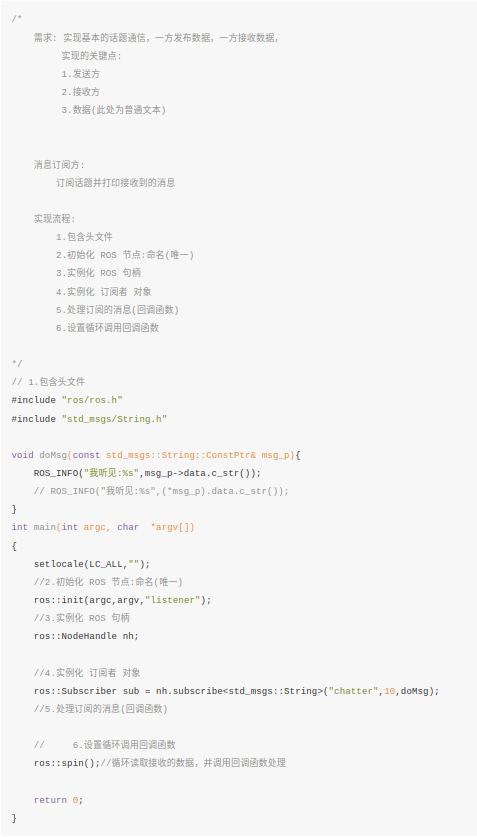 /*
    需求: 实现基本的话题通信，一方发布数据，一方接收数据，
         实现的关键点:
         1.发送方
         2.接收方
         3.数据(此处为普通文本)


    消息订阅方:
        订阅话题并打印接收到的消息

    实现流程:
        1.包含头文件
        2.初始化 ROS 节点:命名(唯一)
        3.实例化 ROS 句柄
        4.实例化 订阅者 对象
        5.处理订阅的消息(回调函数)
        6.设置循环调用回调函数

*/
// 1.包含头文件
#include "ros/ros.h"
#include "std_msgs/String.h"

void doMsg(const std_msgs::String::ConstPtr& msg_p){
    ROS_INFO("我听见:%s",msg_p->data.c_str());
    // ROS_INFO("我听见:%s",(*msg_p).data.c_str());
}
int main(int argc, char  *argv[])
{
    setlocale(LC_ALL,"");
    //2.初始化 ROS 节点:命名(唯一)
    ros::init(argc,argv,"listener");
    //3.实例化 ROS 句柄
    ros::NodeHandle nh;

    //4.实例化 订阅者 对象
    ros::Subscriber sub = nh.subscribe<std_msgs::String>("chatter",10,doMsg);
    //5.处理订阅的消息(回调函数)

    //     6.设置循环调用回调函数
    ros::spin();//循环读取接收的数据，并调用回调函数处理

    return 0;
}